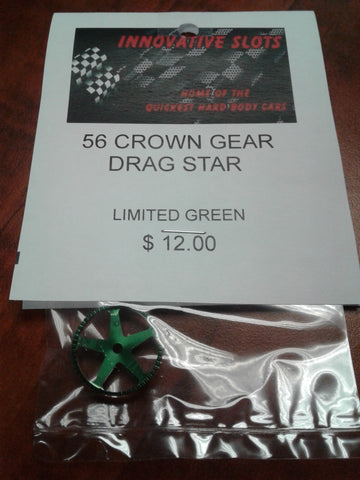 INNOVATIVE SLOTS
HOME OF THE
QUICKEST HARD BODY CARS
56 CROWN GEAR
DRAG STAR
LIMITED GREEN
$ 12.00